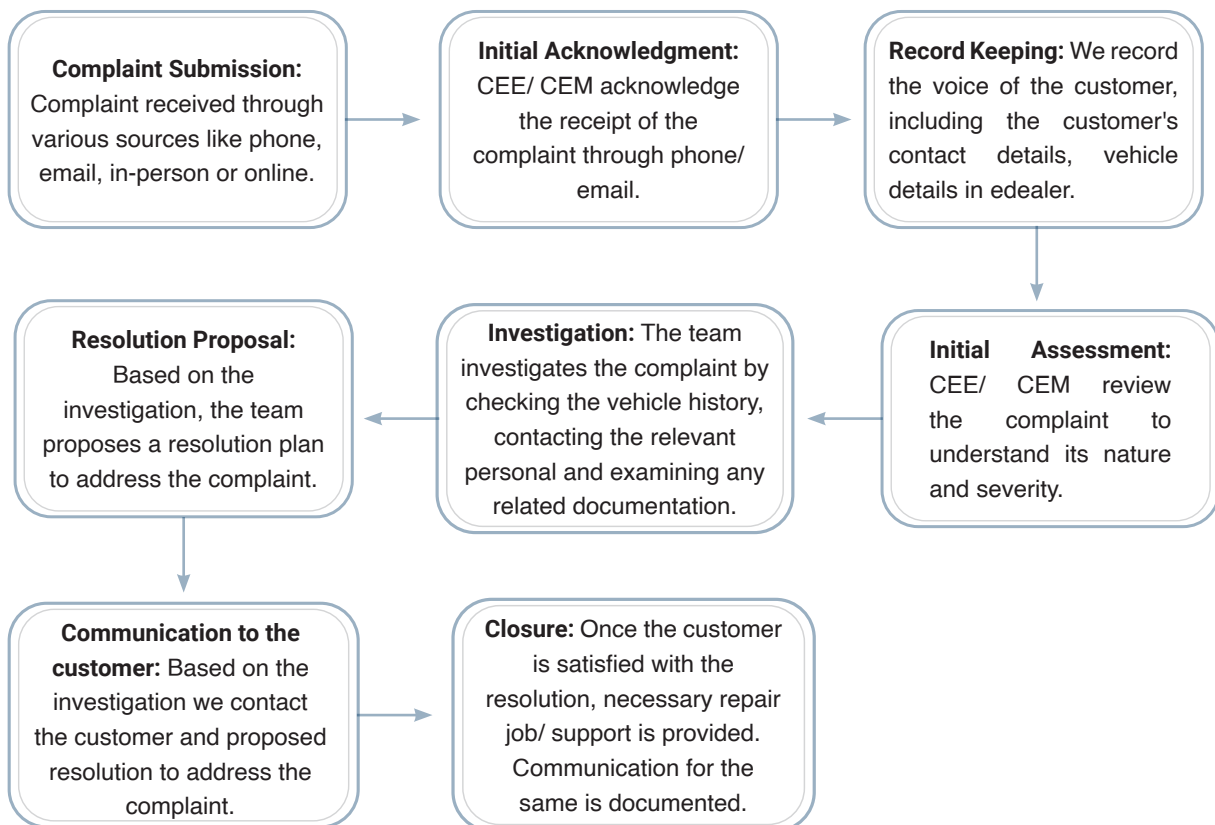 Complaint Submission:
Complaint received through
various sources like phone,
email, in-person or online.
Initial Acknowledgment:
CEE/ CEM acknowledge
the receipt of the
complaint through phone/
email.
Record Keeping: We record
the voice of the customer,
including the customer's
contact details, vehicle
details in edealer.
Initial Assessment:
CEE/ CEM review
the complaint to
understand its nature
and severity.
Investigation: The team
investigates the complaint by
checking the vehicle history,
contacting the relevant
personal and examining any
related documentation.
Resolution Proposal:
Based on the
investigation, the team
proposes a resolution plan
to address the complaint.
Communication to the
customer: Based on the
investigation we contact
the customer and proposed
resolution to address the
complaint.
Closure: Once the customer
is satisfied with the
resolution, necessary repair
job/ support is provided.
Communication for the
same is documented.